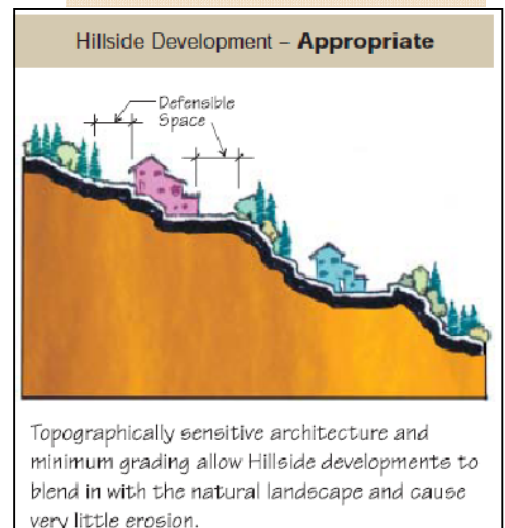 Hillside Development – Appropriate
Defensible
Space
Topographically sensitive architecture and
minimum grading allow Hillside developments to
blend in with the natural landscape and cause
very little erosion.